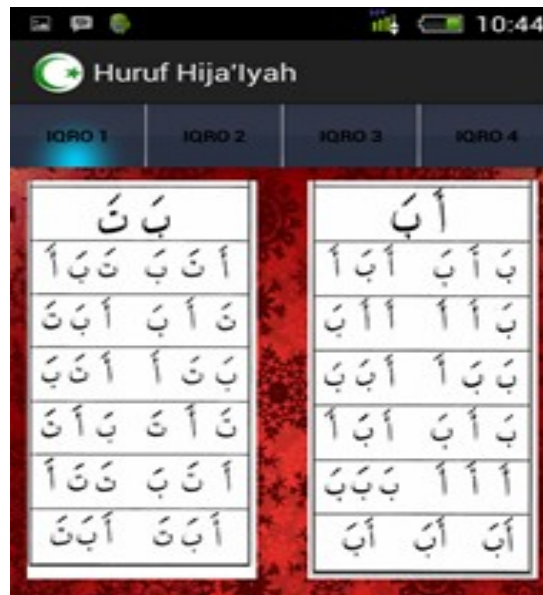 10:44
Huruf Hija'Iyah
IQRO 1 IQRO 2 IQRO 3 IQRO 4
أَ بَ
بَ أَ بَ أَ بَ أَ
بَ أَ أَ أَ أَ بَ
بَ بَ أَ أَ بَ بَ
بَ أَ بَ أَ بَ أَ
أَ أَ أَ بَ بَ بَ
أَبَ أَبَ أَبَ
بَ تَ
أَ تَ بَ تَ بَ أَ
تَ أَ بَ أَ بَ تَ
بَ تَ أَ أَ تَ بَ
تَ أَ تَ بَ أَ تَ
أَ تَ بَ تَ تَ أَ
أَبَتَ أَبَتَ